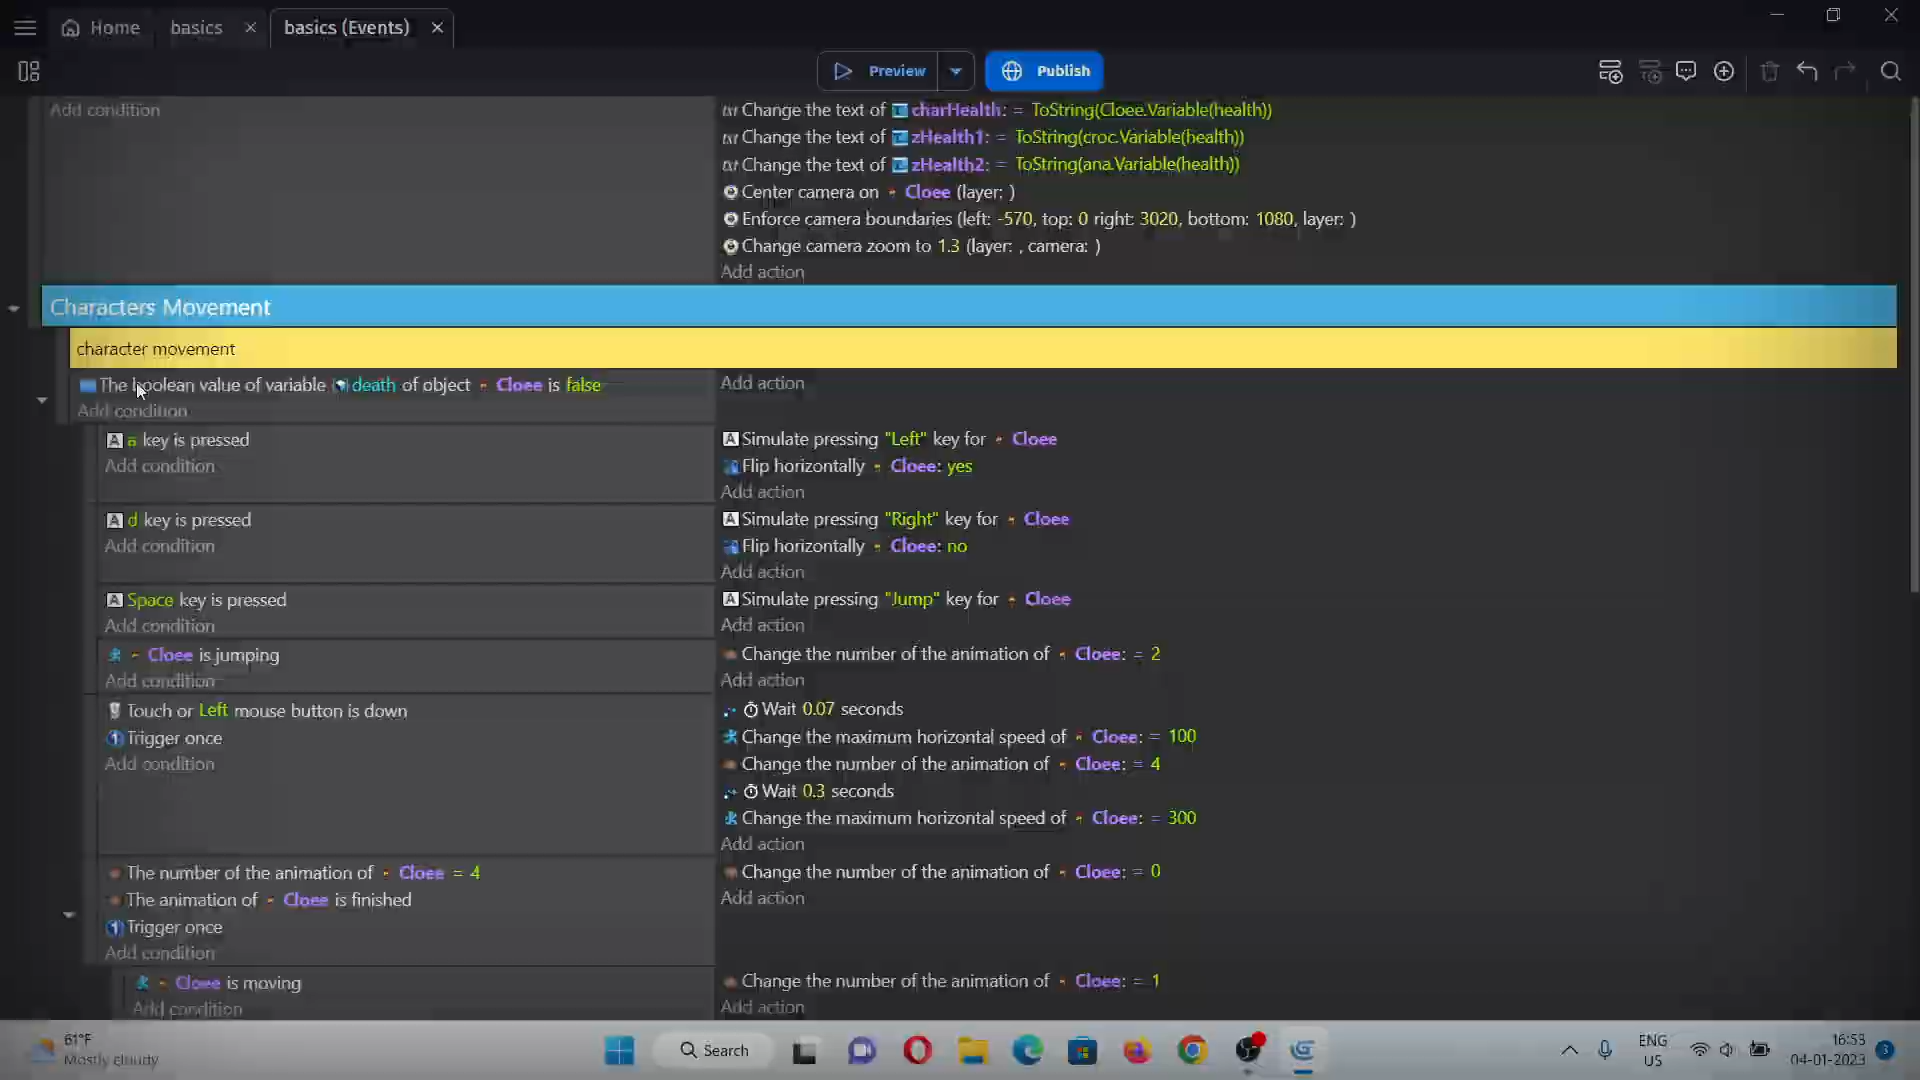 Home
basics
basics (Events)
Preview
Publish
Add condition
Change the text of charHealth: = ToString(Cloee.Variable(health))
Change the text of zHealth1: = ToString(croc.Variable(health))
Change the text of zHealth2: = ToString(ana.Variable(health))
Center camera on Cloee (layer: )
Enforce camera boundaries (left: -570, top: 0 right: 3020, bottom: 1080, layer: )
Change camera zoom to 1.3 (layer: , camera: )
Add action
Characters Movement
character movement
The boolean value of variable death of object Cloee is false
Add action
Add condition
a key is pressed
Simulate pressing "Left" key for Cloee
Add condition
Flip horizontally Cloee: yes
Add action
d key is pressed
Simulate pressing "Right" key for Cloee
Add condition
Flip horizontally Cloee: no
Add action
Space key is pressed
Simulate pressing "Jump" key for Cloee
Add condition
Add action
Cloee is jumping
Change the number of the animation of Cloee: = 2
Add condition
Add action
Touch or Left mouse button is down
Wait 0.07 seconds
Trigger once
Change the maximum horizontal speed of Cloee: = 100
Add condition
Change the number of the animation of Cloee: = 4
Wait 0.3 seconds
Change the maximum horizontal speed of Cloee: = 300
Add action
The number of the animation of Cloee = 4
Change the number of the animation of Cloee: = 0
The animation of Cloee is finished
Add action
Trigger once
Add condition
Cloee is moving
Change the number of the animation of Cloee: = 1
Add condition
Add action
61°F
Mostly cloudy
Search
ENG
US
16:53
04-01-2023
3